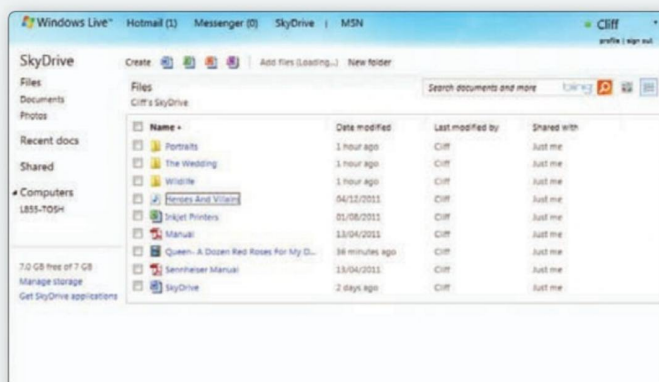 Windows Live™ Hotmail (1) Messenger (0) SkyDrive | MSN Cliff
profile | sign out
SkyDrive Create Add files (Loading...) New folder
Files
Documents
Photos
Recent docs
Shared
Computers
L855-TOSH
7.0 GB free of 7 GB
Manage storage
Get SkyDrive applications
Files Search documents and more bing
Cliff's SkyDrive
Name Date modified Last modified by Shared with
Portraits 1 hour ago Cliff Just me
The Wedding 1 hour ago Cliff Just me
Wildlife 1 hour ago Cliff Just me
Heroes And Villains 04/12/2011 Cliff Just me
Inkjet Printers 01/08/2011 Cliff Just me
Manual 13/04/2011 Cliff Just me
Queen- A Dozen Red Roses For My D... 36 minutes ago Cliff Just me
Sennheiser Manual 13/04/2011 Cliff Just me
SkyDrive 2 days ago Cliff Just me